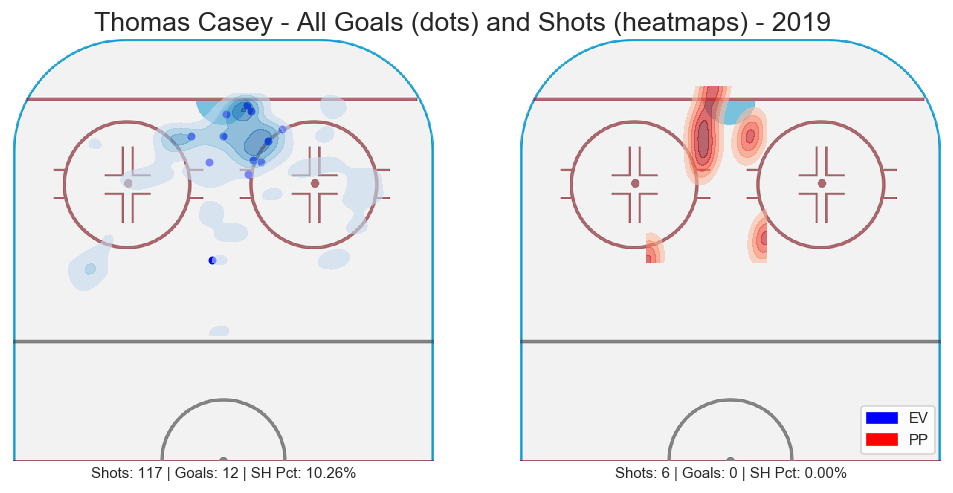 Thomas Casey - All Goals (dots) and Shots (heatmaps) - 2019
EV
PP
Shots: 117 | Goals: 12 | SH Pct: 10.26%
Shots: 6 | Goals: 0 | SH Pct: 0.00%